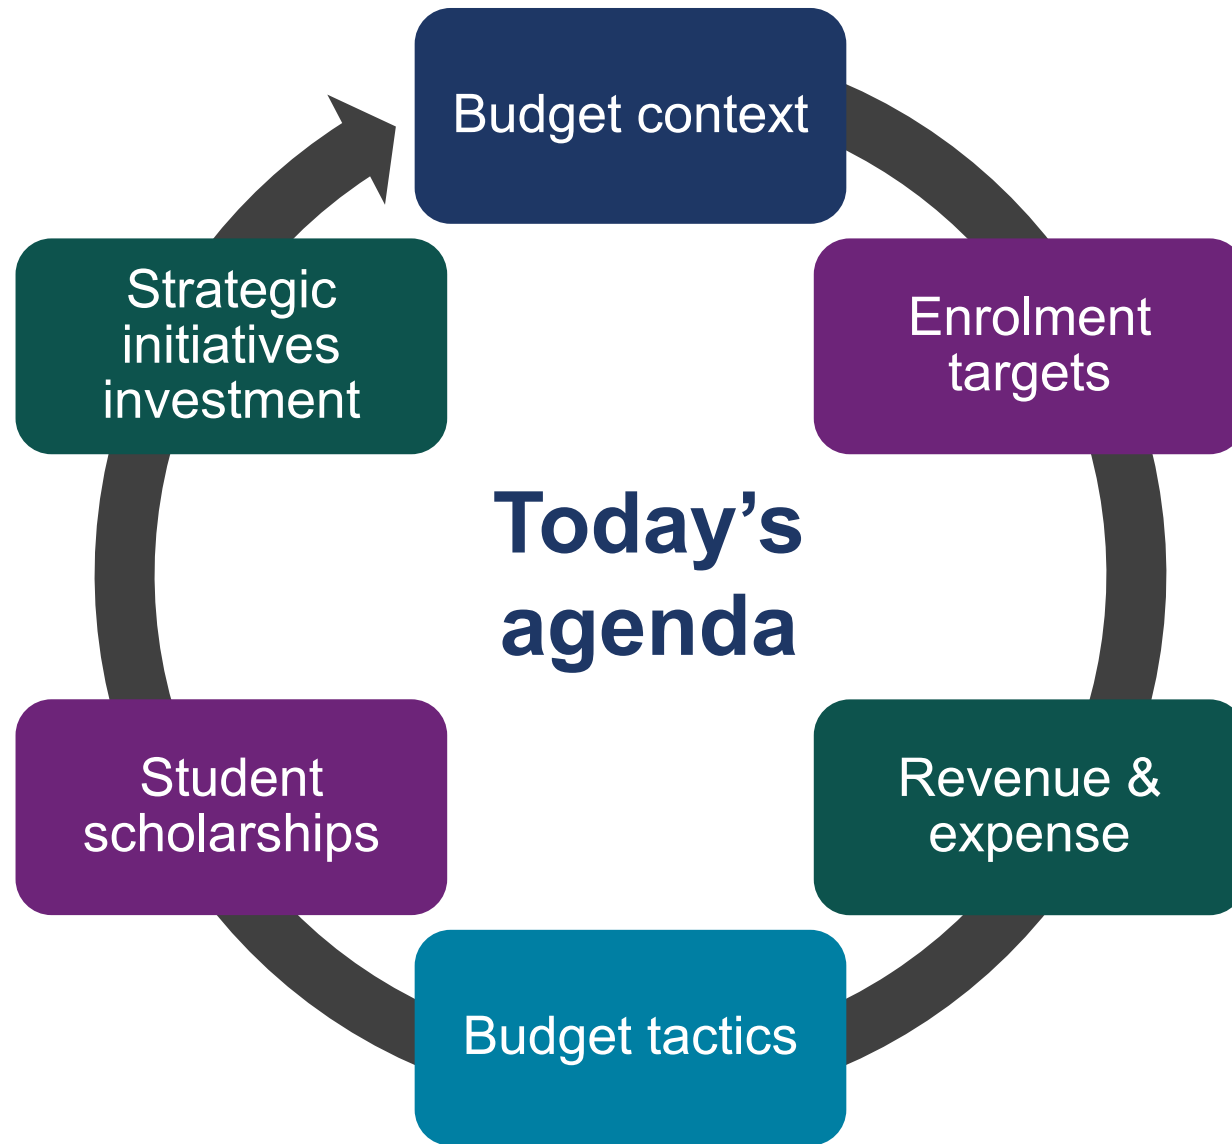 Budget context
Enrolment
targets
Revenue &
expense
Budget tactics
Student
scholarships
Strategic
initiatives
investment
Today’s
agenda